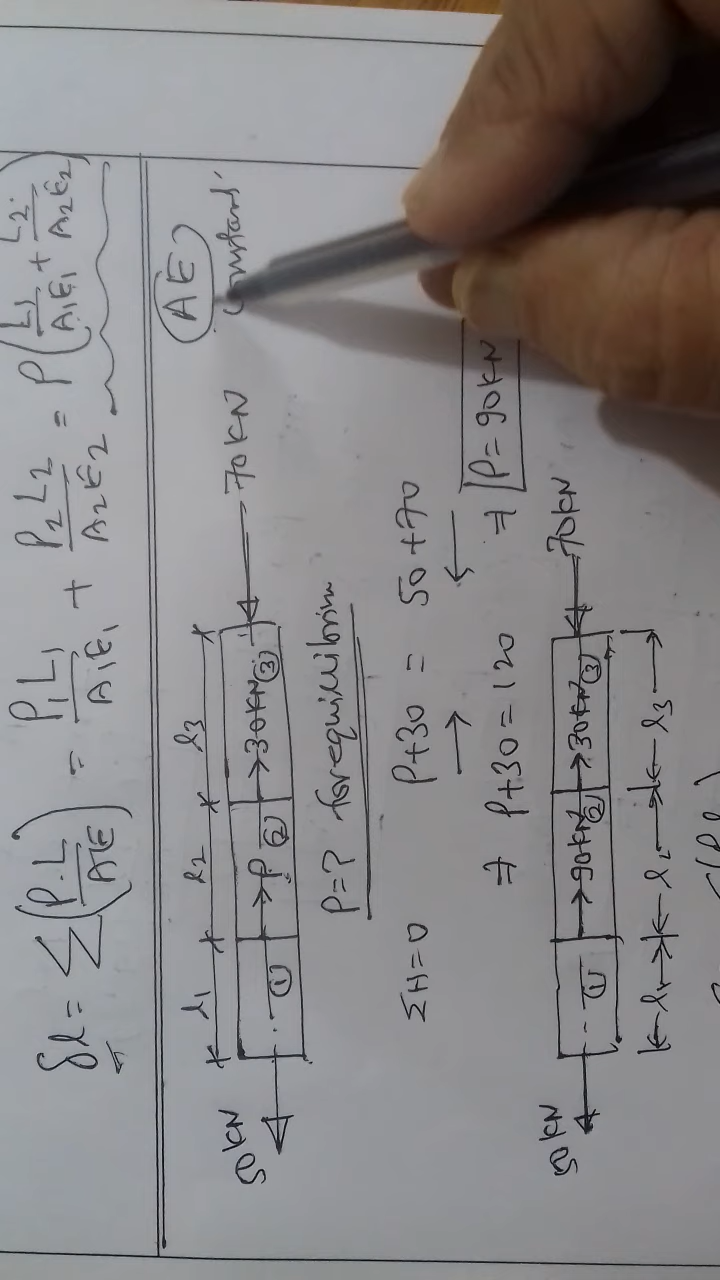 δl = Σ(P.L/AE) = P₁L₁/A₁E₁ + P₂L₂/A₂E₂ = P(L₁/A₁E₁ + L₂/A₂E₂)
AE
constant
l₁ l₂ l₃
50KN ① P ② 30KN ③ 70KN
P=? for equilibrium
ΣH=0 P+30 = 50+70
⇒ P+30=120 ⇒ P=90KN
50KN ① 90KN ② 30KN ③ 70KN
l₁ l₂ l₃